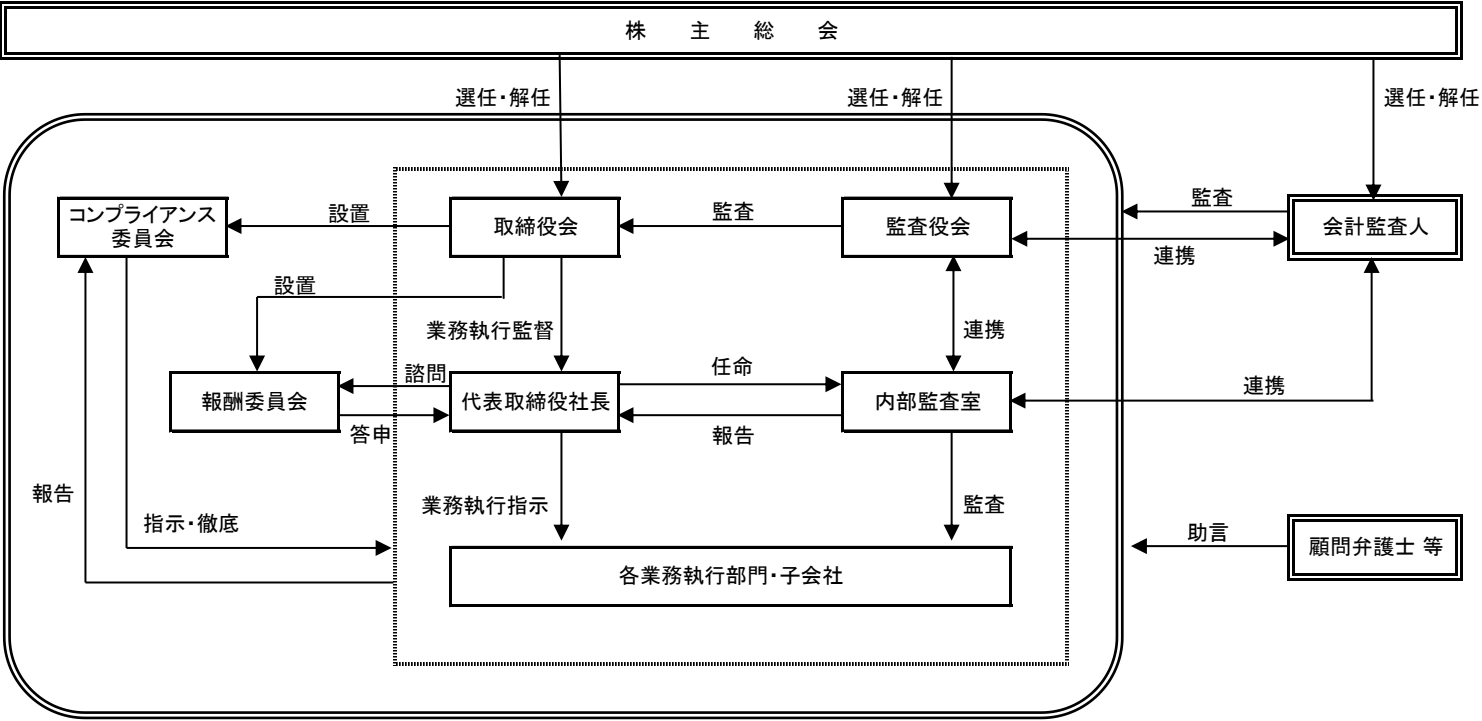 株　主　総　会
選任・解任
選任・解任
選任・解任
コンプライアンス
委員会
設置
取締役会
監査
監査役会
監査
連携
会計監査人
設置
業務執行監督
連携
報酬委員会
諮問
答申
代表取締役社長
任命
報告
内部監査室
連携
報告
指示・徹底
業務執行指示
監査
各業務執行部門・子会社
助言
顧問弁護士 等